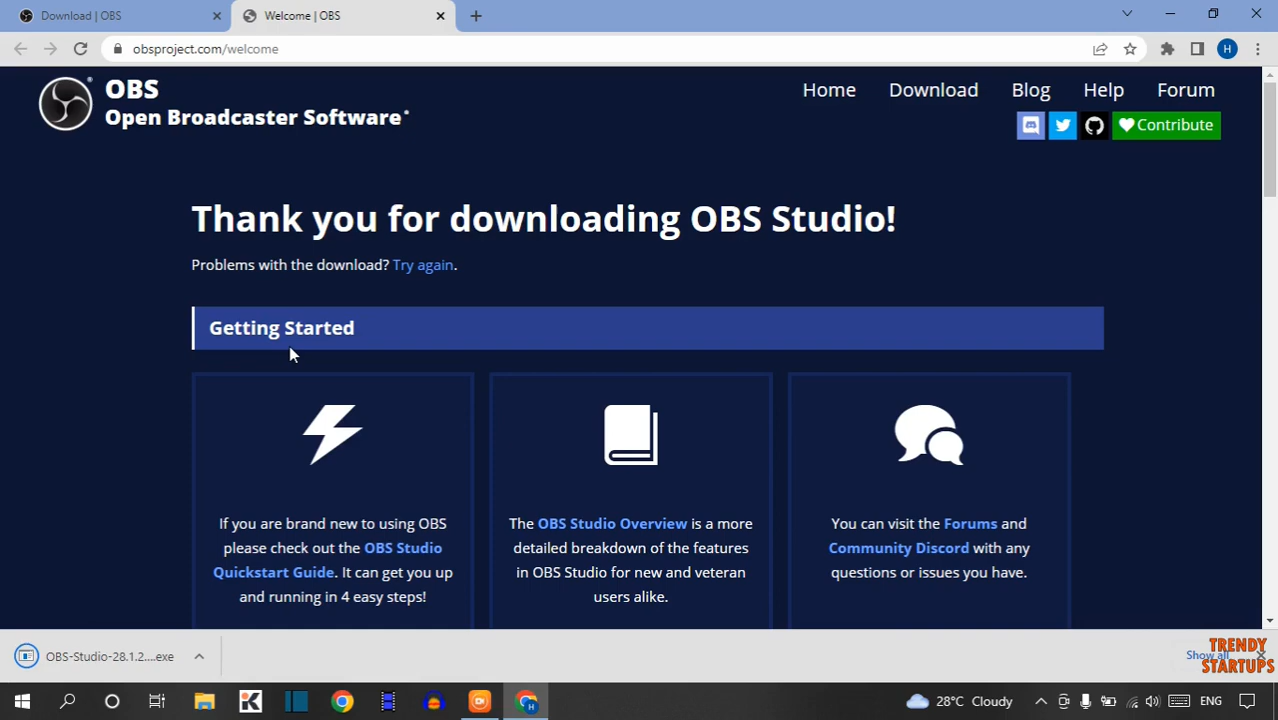 Download | OBS
Welcome | OBS
obsproject.com/welcome
H
OBS
Open Broadcaster Software
Home
Download
Blog
Help
Forum
Contribute
Thank you for downloading OBS Studio!
Problems with the download? Try again.
Getting Started
If you are brand new to using OBS
please check out the OBS Studio
Quickstart Guide. It can get you up
and running in 4 easy steps!
The OBS Studio Overview is a more
detailed breakdown of the features
in OBS Studio for new and veteran
users alike.
You can visit the Forums and
Community Discord with any
questions or issues you have.
OBS-Studio-28.1.2....exe
Show all
TRENDY
STARTUPS
28°C Cloudy
ENG